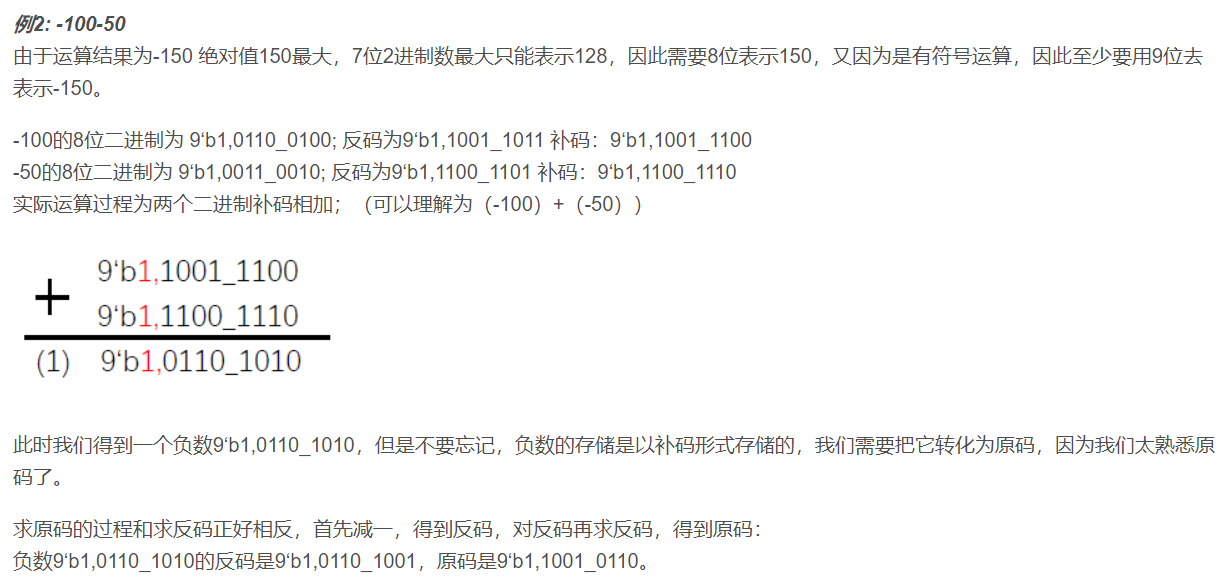 例2: -100-50
由于运算结果为-150 绝对值150最大，7位2进制数最大只能表示128，因此需要8位表示150，又因为是有符号运算，因此至少要用9位去
表示-150。
-100的8位二进制为 9‘b1,0110_0100; 反码为9‘b1,1001_1011 补码：9‘b1,1001_1100
-50的8位二进制为 9‘b1,0011_0010; 反码为9‘b1,1100_1101 补码：9‘b1,1100_1110
实际运算过程为两个二进制补码相加；（可以理解为（-100）+（-50））
9‘b1,1001_1100
+
9‘b1,1100_1110
(1) 9‘b1,0110_1010
此时我们得到一个负数9‘b1,0110_1010，但是不要忘记，负数的存储是以补码形式存储的，我们需要把它转化为原码，因为我们太熟悉原
码了。
求原码的过程和求反码正好相反，首先减一，得到反码，对反码再求反码，得到原码：
负数9‘b1,0110_1010的反码是9‘b1,0110_1001，原码是9‘b1,1001_0110。